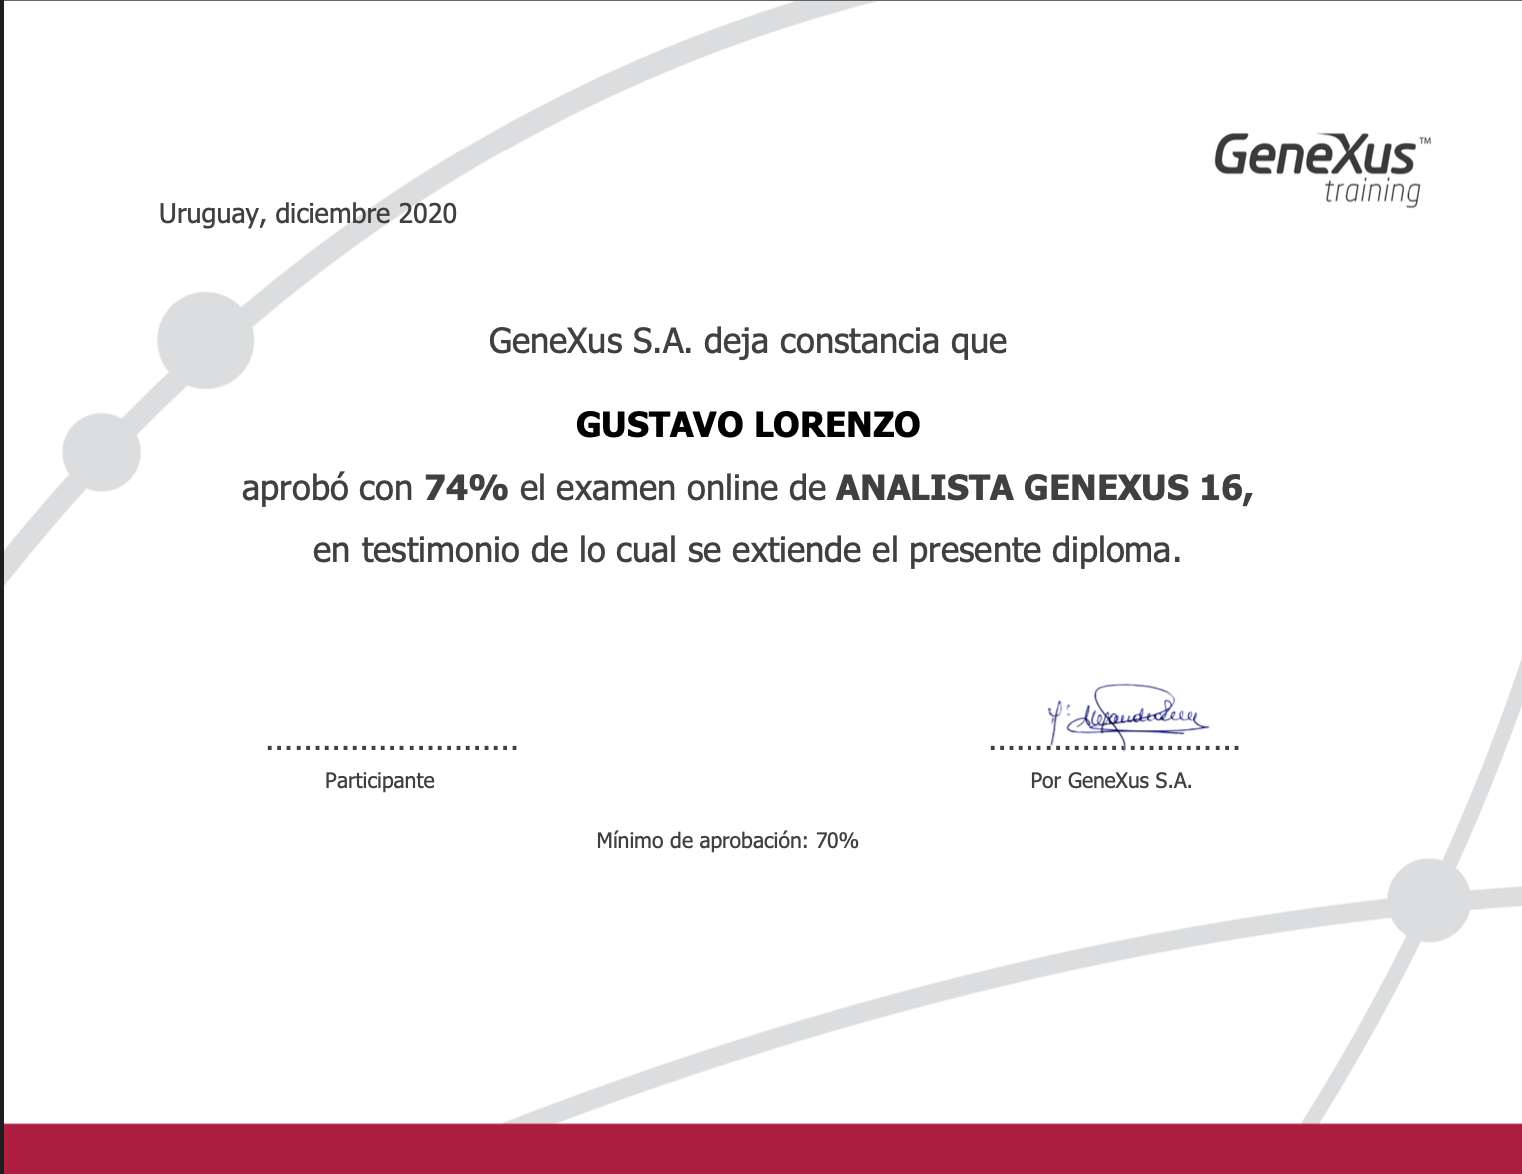 GeneXus™
training
Uruguay, diciembre 2020
GeneXus S.A. deja constancia que
GUSTAVO LORENZO
aprobó con 74% el examen online de ANALISTA GENEXUS 16,
en testimonio de lo cual se extiende el presente diploma.
Participante
Por GeneXus S.A.
Mínimo de aprobación: 70%